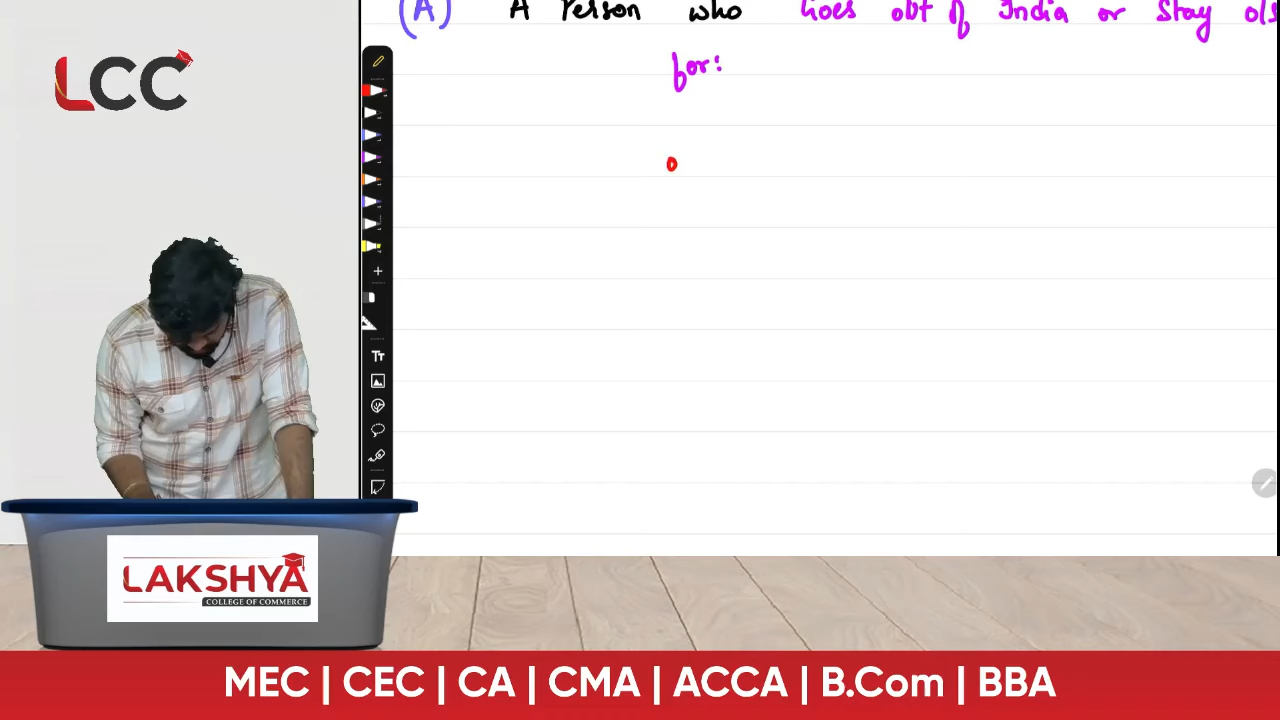 LCC
(A) A Person who Goes out of India or Stay o/s
for:
Tт
LAKSHYA
COLLEGE OF COMMERCE
MEC | CEC | CA | CMA | ACCA | B.Com | BBA